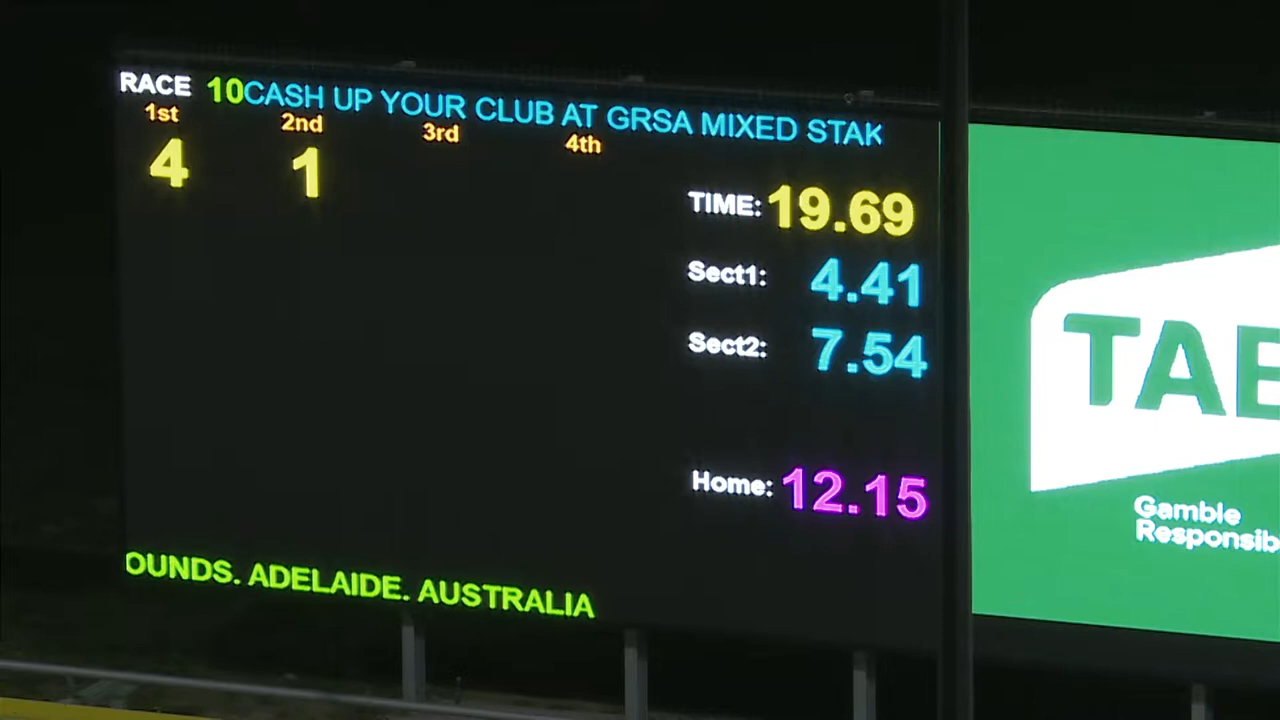 RACE 10CASH UP YOUR CLUB AT GRSA MIXED STAK
1st 2nd 3rd 4th
4 1
TIME: 19.69
Sect1: 4.41
Sect2: 7.54
Home: 12.15
OUNDS. ADELAIDE. AUSTRALIA
TAB
Gamble
Responsib